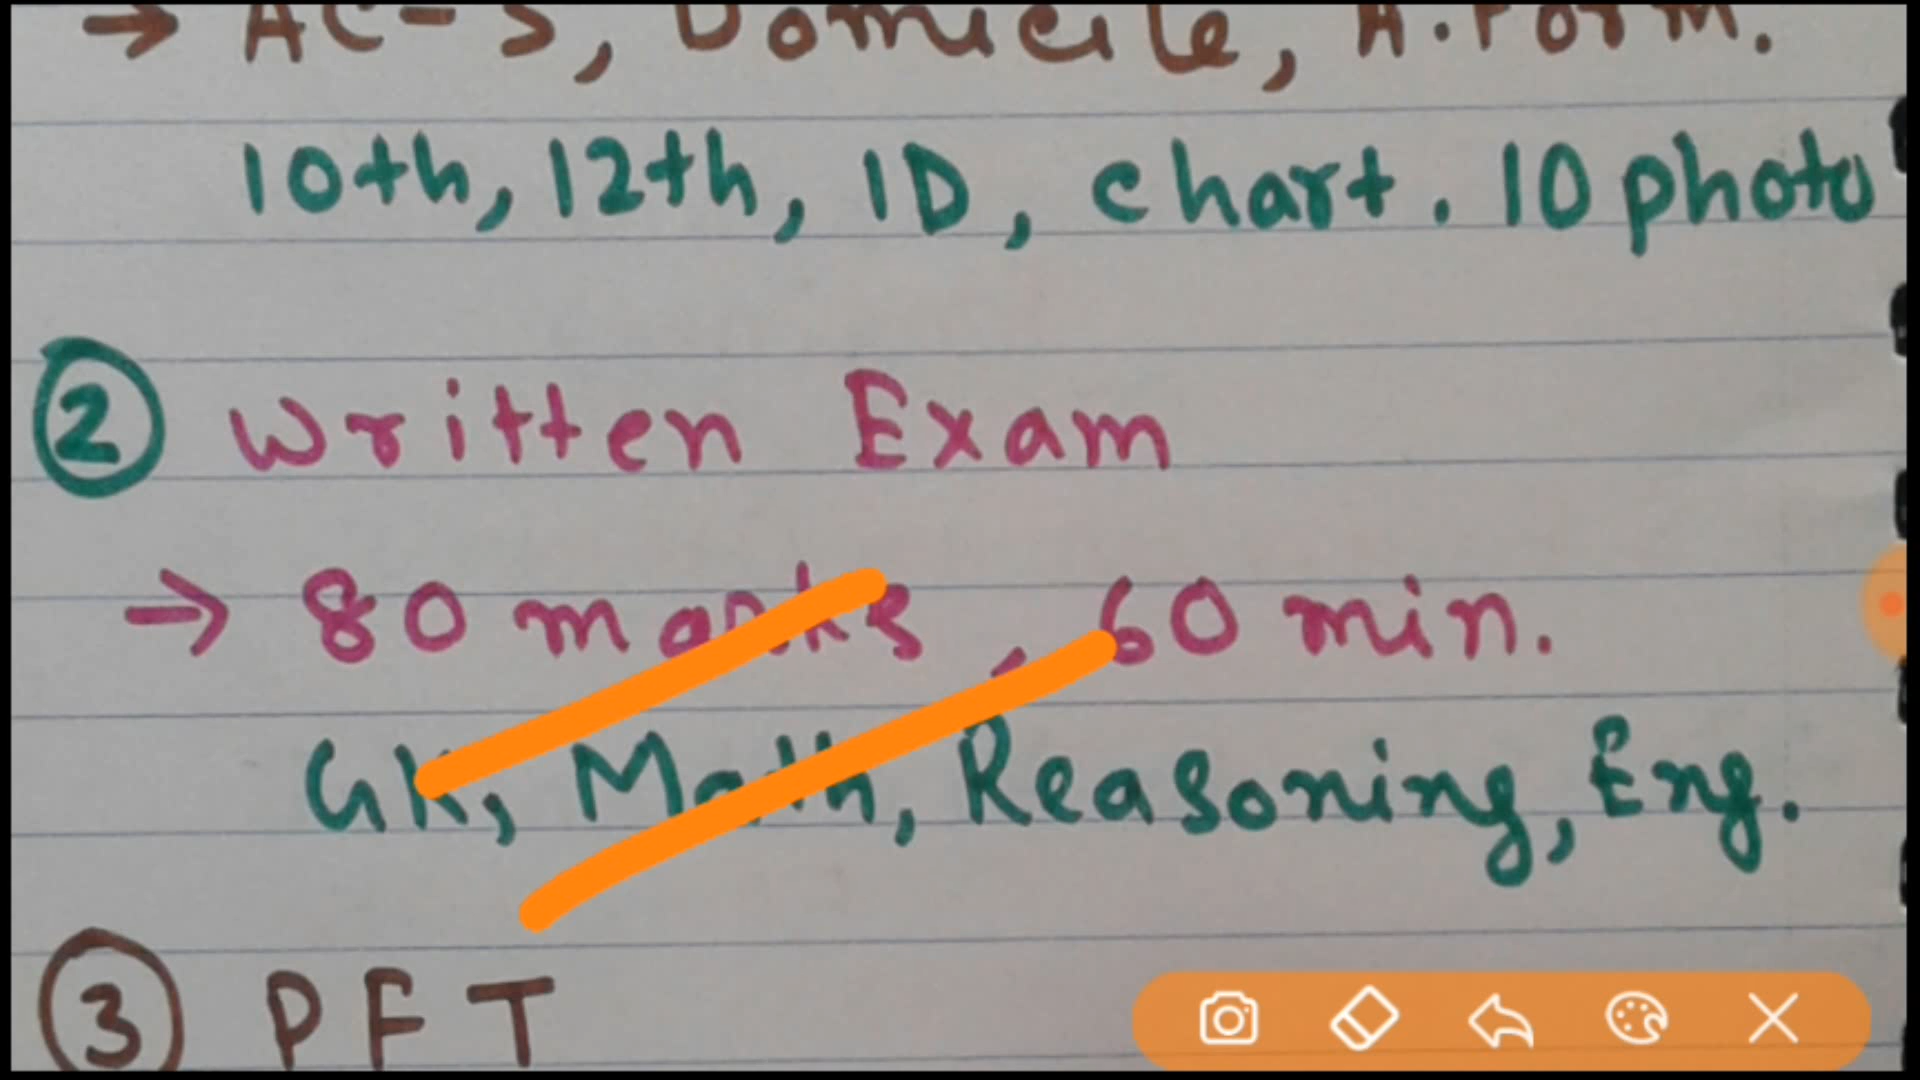 → AC-S, Domicile, A.Form.
10th, 12th, ID, chart. 10 photo
② Written Exam
→ 80 marks, 60 min.
GK, Math, Reasoning, Eng.
③ PFT